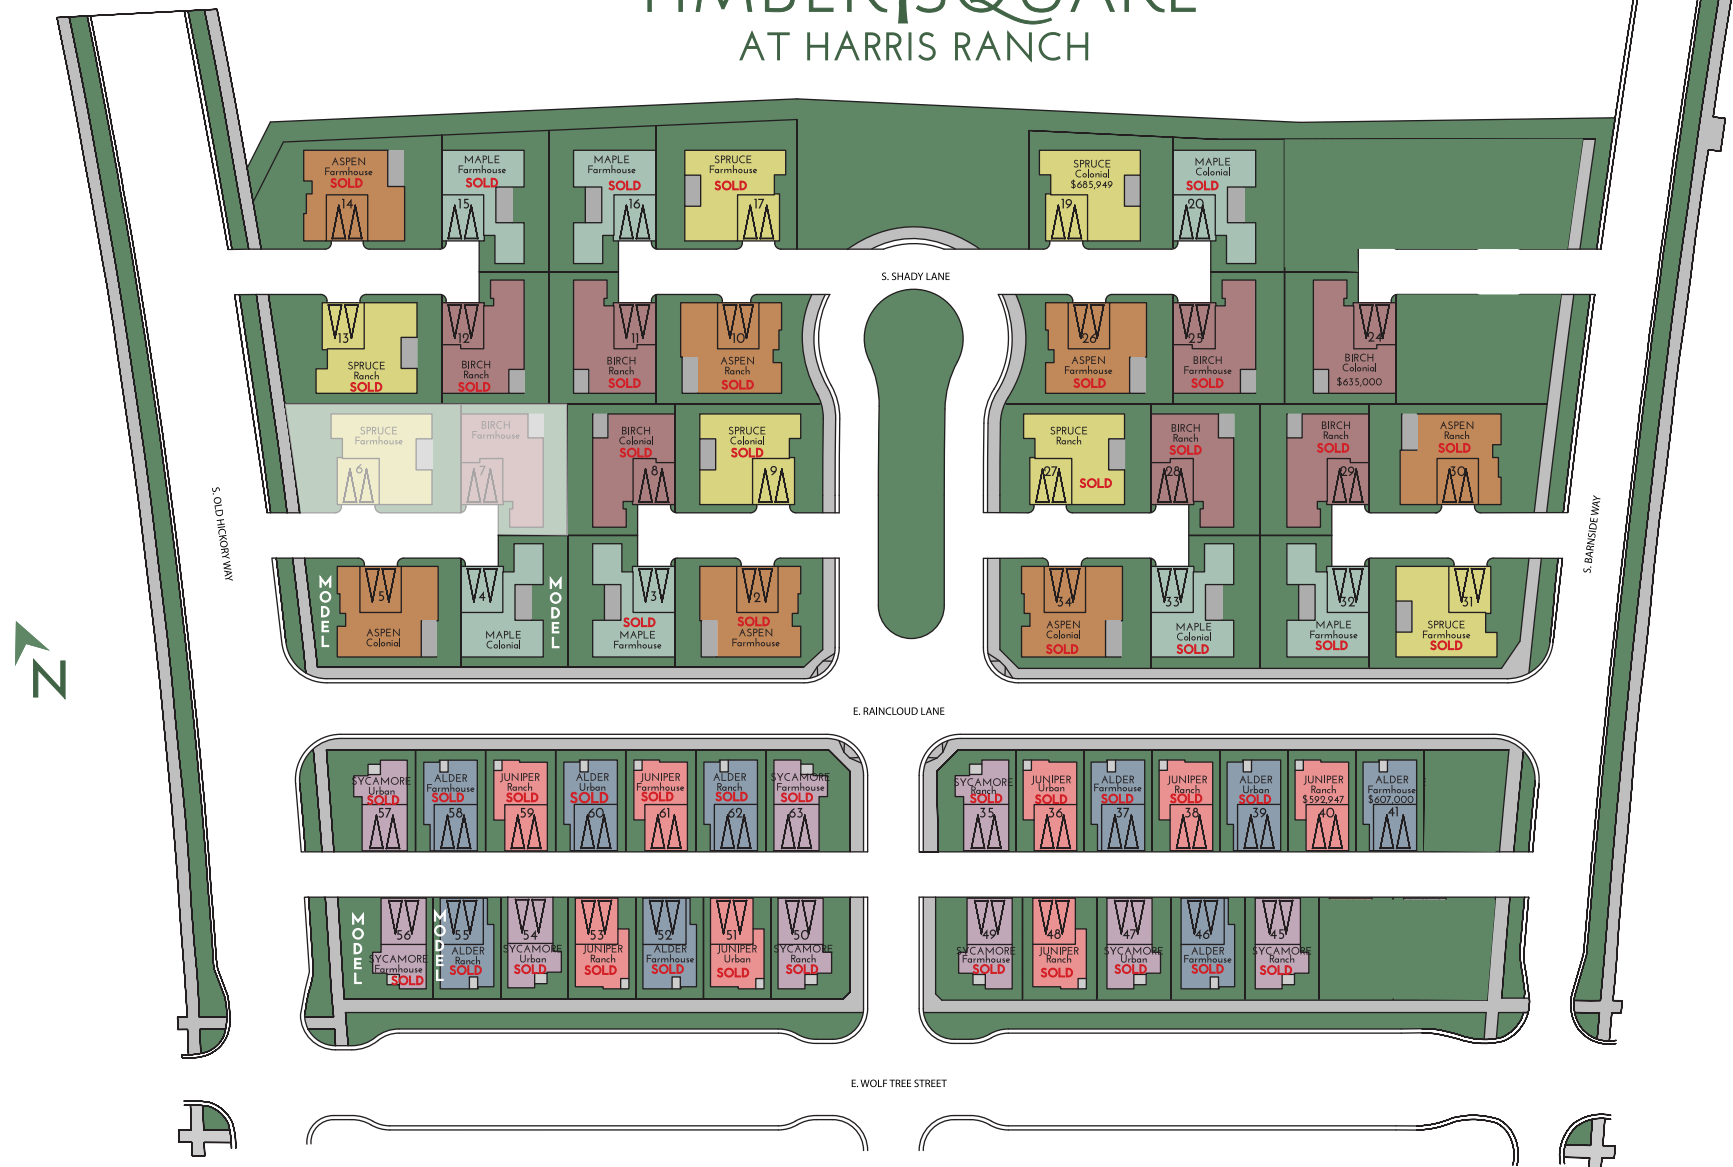 TIMBER SQUARE
AT HARRIS RANCH
ASPEN
Farmhouse
SOLD
14
MAPLE
Farmhouse
SOLD
15
MAPLE
Farmhouse
SOLD
16
SPRUCE
Farmhouse
SOLD
17
SPRUCE
Colonial
$685,949
19
MAPLE
Colonial
SOLD
20
S. SHADY LANE
13
SPRUCE
Ranch
SOLD
12
BIRCH
Ranch
SOLD
11
BIRCH
Ranch
SOLD
10
ASPEN
Ranch
SOLD
26
ASPEN
Farmhouse
SOLD
25
BIRCH
Farmhouse
SOLD
24
BIRCH
Colonial
$635,000
SPRUCE
Farmhouse
6
BIRCH
Farmhouse
7
BIRCH
Colonial
SOLD
8
SPRUCE
Colonial
SOLD
9
SPRUCE
Ranch
27
SOLD
BIRCH
Ranch
SOLD
28
BIRCH
Ranch
SOLD
29
ASPEN
Ranch
SOLD
30
S. OLD HICKORY WAY
S. BARNSIDE WAY
MODEL
5
ASPEN
Colonial
4
MAPLE
Colonial
MODEL
3
SOLD
MAPLE
Farmhouse
2
SOLD
ASPEN
Farmhouse
34
ASPEN
Colonial
SOLD
33
MAPLE
Colonial
SOLD
32
MAPLE
Farmhouse
SOLD
31
SPRUCE
Farmhouse
SOLD
N
E. RAINCLOUD LANE
SYCAMORE
Urban
SOLD
57
ALDER
Farmhouse
SOLD
58
JUNIPER
Ranch
SOLD
59
ALDER
Urban
SOLD
60
JUNIPER
Farmhouse
SOLD
61
ALDER
Ranch
SOLD
62
SYCAMORE
Farmhouse
SOLD
63
SYCAMORE
Ranch
SOLD
35
JUNIPER
Urban
SOLD
36
ALDER
Farmhouse
SOLD
37
JUNIPER
Ranch
SOLD
38
ALDER
Urban
SOLD
39
JUNIPER
Ranch
$592,947
40
ALDER
Farmhouse
$607,000
41
MODEL
56
SYCAMORE
Farmhouse
SOLD
MODEL
55
ALDER
Ranch
SOLD
54
SYCAMORE
Urban
SOLD
53
JUNIPER
Ranch
SOLD
52
ALDER
Farmhouse
SOLD
51
JUNIPER
Urban
SOLD
50
SYCAMORE
Ranch
SOLD
49
SYCAMORE
Farmhouse
SOLD
48
JUNIPER
Ranch
SOLD
47
SYCAMORE
Urban
SOLD
46
ALDER
Farmhouse
SOLD
45
SYCAMORE
Ranch
SOLD
E. WOLF TREE STREET